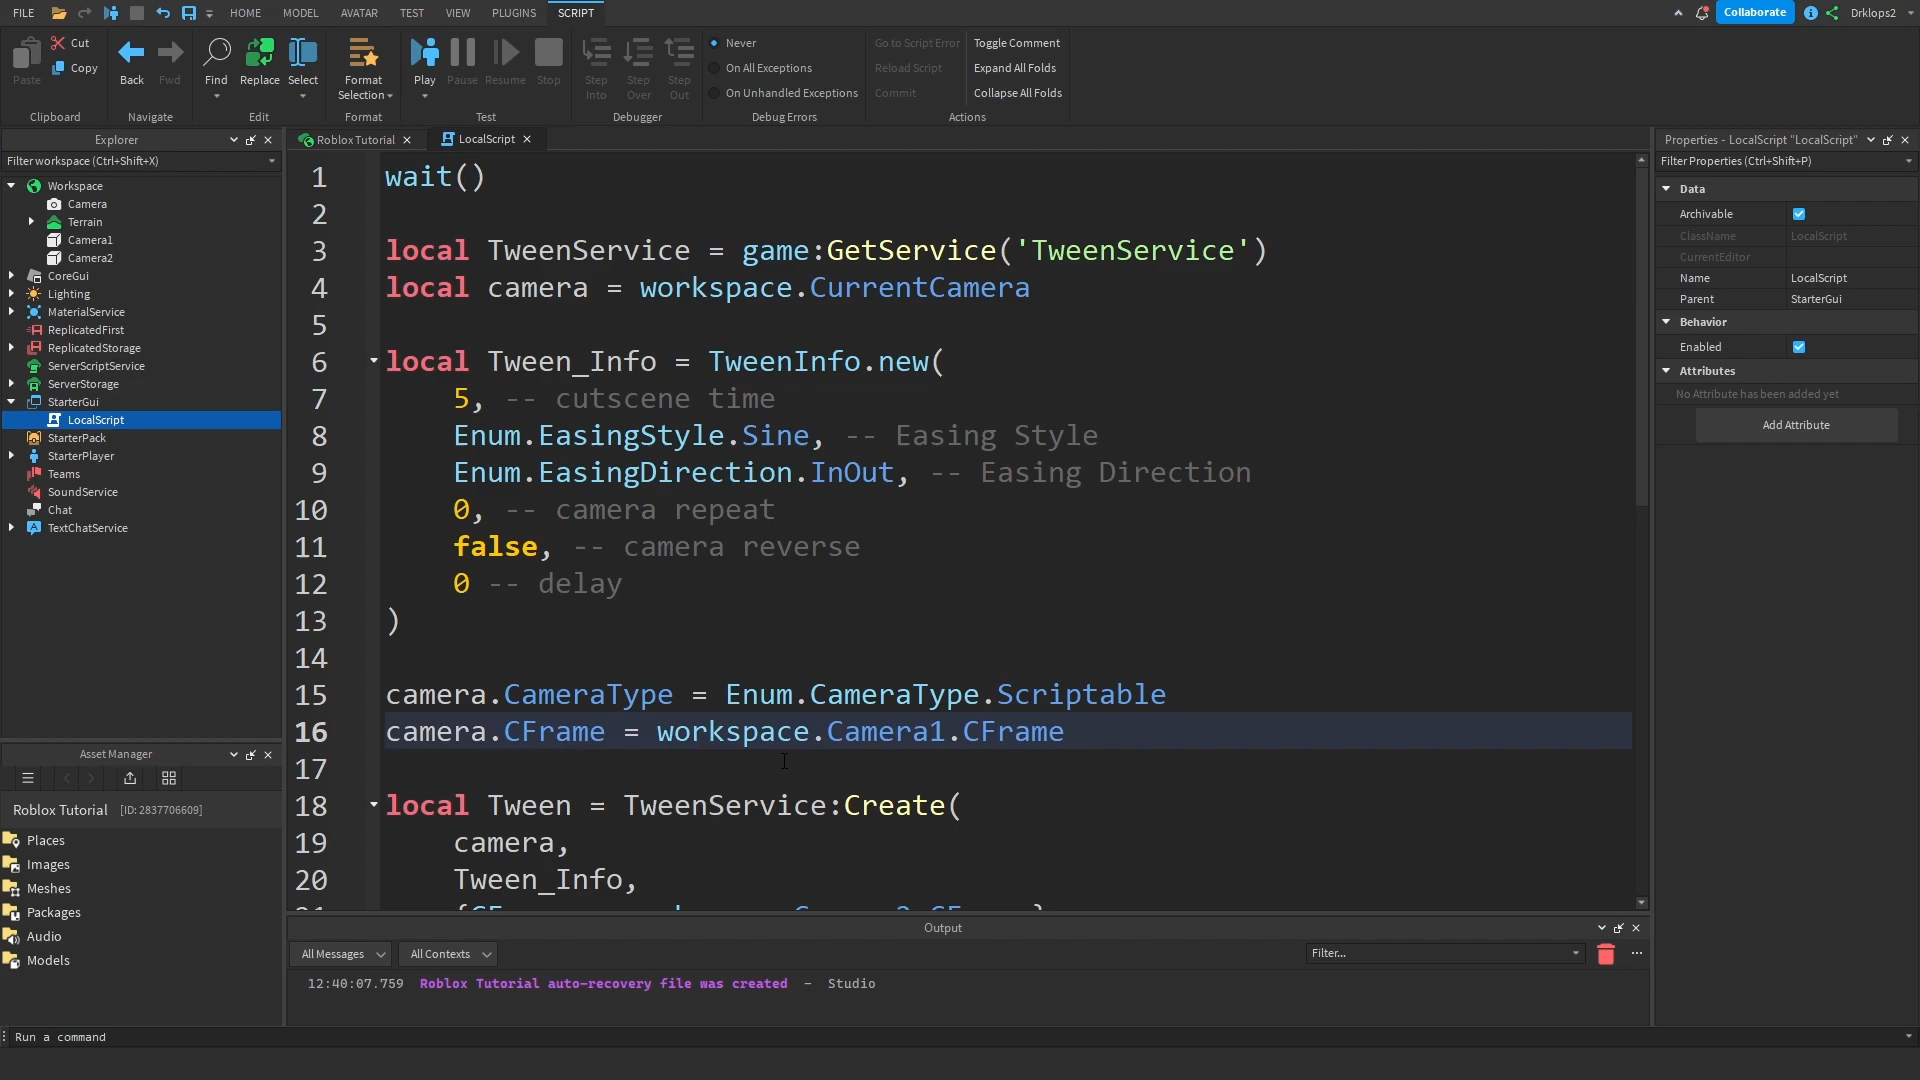 FILE HOME MODEL AVATAR TEST VIEW PLUGINS SCRIPT Collaborate Drklops2
Paste Cut Copy
Clipboard
Back Fwd
Navigate
Find Replace Select
Edit
Format Selection
Format
Play Pause Resume Stop
Test
Step Into Step Over Step Out
Debugger
Never
On All Exceptions
On Unhandled Exceptions
Debug Errors
Go to Script Error Toggle Comment
Reload Script Expand All Folds
Commit Collapse All Folds
Actions
Explorer
Filter workspace (Ctrl+Shift+X)
Workspace
Camera
Terrain
Camera1
Camera2
CoreGui
Lighting
MaterialService
ReplicatedFirst
ReplicatedStorage
ServerScriptService
ServerStorage
StarterGui
LocalScript
StarterPack
StarterPlayer
Teams
SoundService
Chat
TextChatService
Asset Manager
Roblox Tutorial [ID: 2837706609]
Places
Images
Meshes
Packages
Audio
Models
Roblox Tutorial LocalScript
1 wait()
2
3 local TweenService = game:GetService('TweenService')
4 local camera = workspace.CurrentCamera
5
6 local Tween_Info = TweenInfo.new(
7 5, -- cutscene time
8 Enum.EasingStyle.Sine, -- Easing Style
9 Enum.EasingDirection.InOut, -- Easing Direction
10 0, -- camera repeat
11 false, -- camera reverse
12 0 -- delay
13 )
14
15 camera.CameraType = Enum.CameraType.Scriptable
16 camera.CFrame = workspace.Camera1.CFrame
17
18 local Tween = TweenService:Create(
19 camera,
20 Tween_Info,
Output
All Messages All Contexts Filter... ...
12:40:07.759 Roblox Tutorial auto-recovery file was created - Studio
Run a command
Properties - LocalScript "LocalScript"
Filter Properties (Ctrl+Shift+P)
Data
Archivable
ClassName LocalScript
CurrentEditor
Name LocalScript
Parent StarterGui
Behavior
Enabled
Attributes
No Attribute has been added yet
Add Attribute